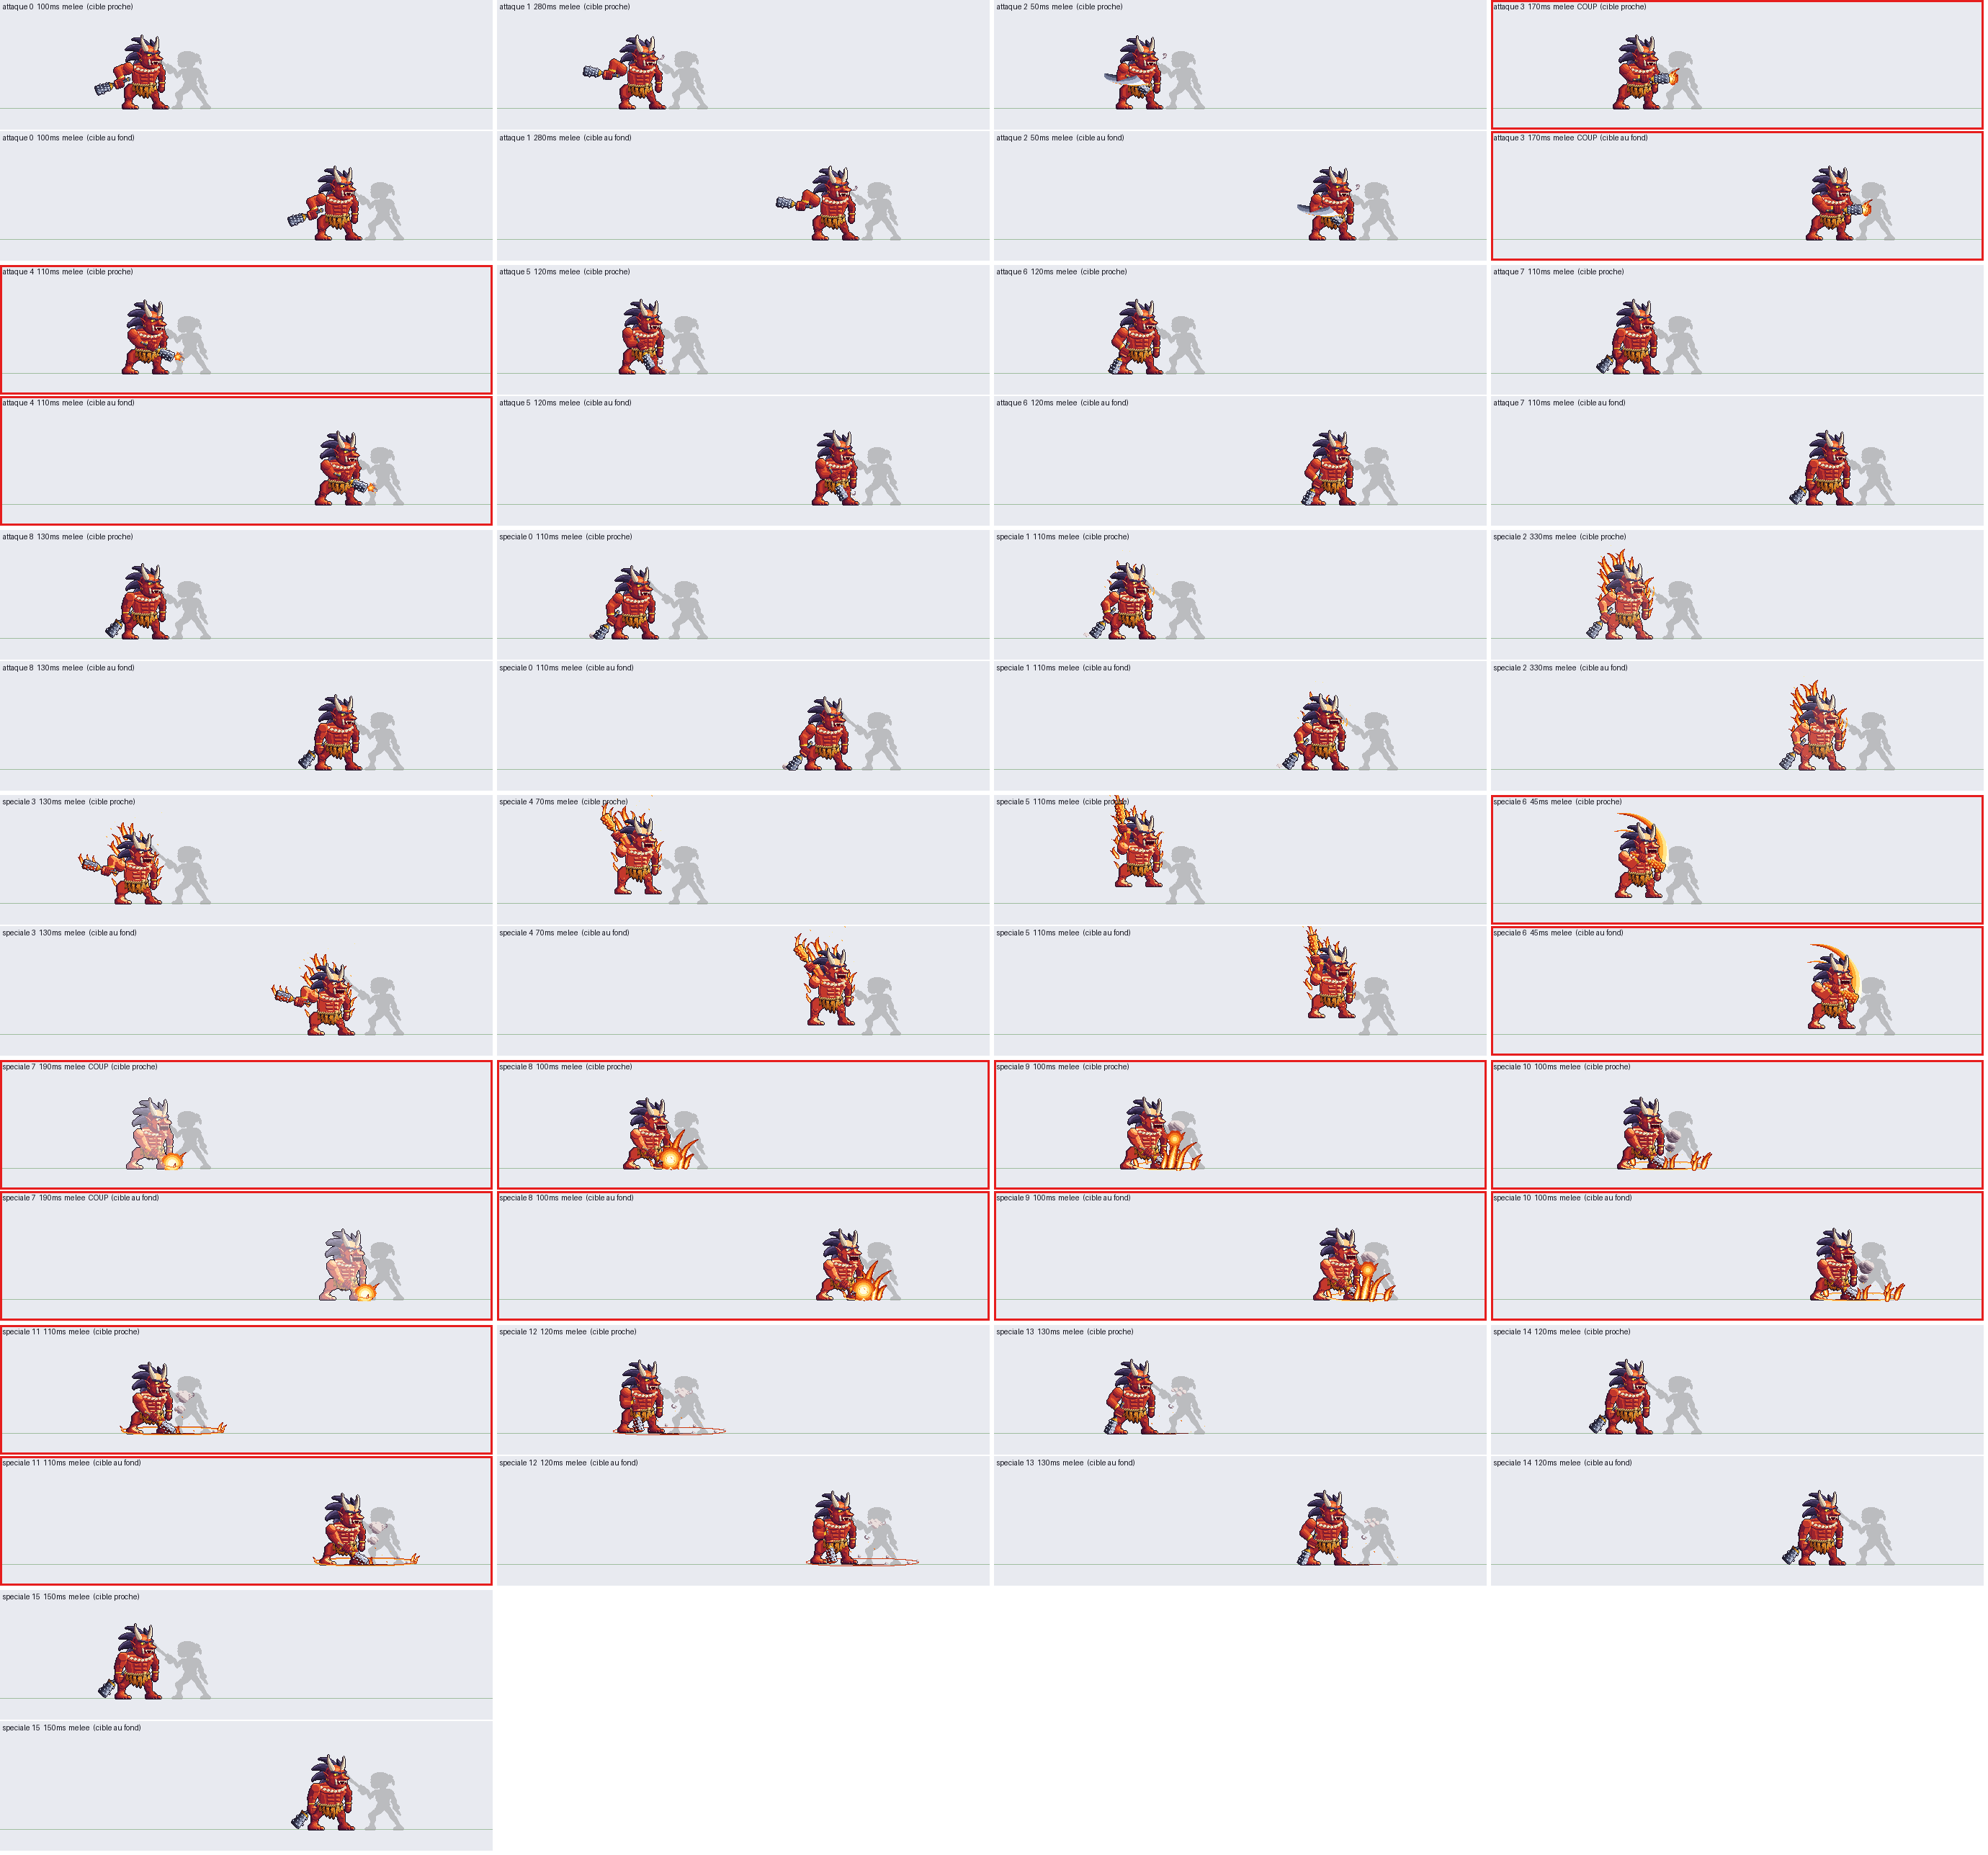 attaque 0 100ms melee (cible proche)
attaque 1 280ms melee (cible proche)
attaque 2 50ms melee (cible proche)
attaque 3 170ms melee COUP (cible proche)
attaque 0 100ms melee (cible au fond)
attaque 1 280ms melee (cible au fond)
attaque 2 50ms melee (cible au fond)
attaque 3 170ms melee COUP (cible au fond)
attaque 4 110ms melee (cible proche)
attaque 5 120ms melee (cible proche)
attaque 6 120ms melee (cible proche)
attaque 7 110ms melee (cible proche)
attaque 4 110ms melee (cible au fond)
attaque 5 120ms melee (cible au fond)
attaque 6 120ms melee (cible au fond)
attaque 7 110ms melee (cible au fond)
attaque 8 130ms melee (cible proche)
speciale 0 110ms melee (cible proche)
speciale 1 110ms melee (cible proche)
speciale 2 330ms melee (cible proche)
attaque 8 130ms melee (cible au fond)
speciale 0 110ms melee (cible au fond)
speciale 1 110ms melee (cible au fond)
speciale 2 330ms melee (cible au fond)
speciale 3 130ms melee (cible proche)
speciale 4 70ms melee (cible proche)
speciale 5 110ms melee (cible proche)
speciale 6 45ms melee (cible proche)
speciale 3 130ms melee (cible au fond)
speciale 4 70ms melee (cible au fond)
speciale 5 110ms melee (cible au fond)
speciale 6 45ms melee (cible au fond)
speciale 7 190ms melee COUP (cible proche)
speciale 8 100ms melee (cible proche)
speciale 9 100ms melee (cible proche)
speciale 10 100ms melee (cible proche)
speciale 7 190ms melee COUP (cible au fond)
speciale 8 100ms melee (cible au fond)
speciale 9 100ms melee (cible au fond)
speciale 10 100ms melee (cible au fond)
speciale 11 110ms melee (cible proche)
speciale 12 120ms melee (cible proche)
speciale 13 130ms melee (cible proche)
speciale 14 120ms melee (cible proche)
speciale 11 110ms melee (cible au fond)
speciale 12 120ms melee (cible au fond)
speciale 13 130ms melee (cible au fond)
speciale 14 120ms melee (cible au fond)
speciale 15 150ms melee (cible proche)
speciale 15 150ms melee (cible au fond)